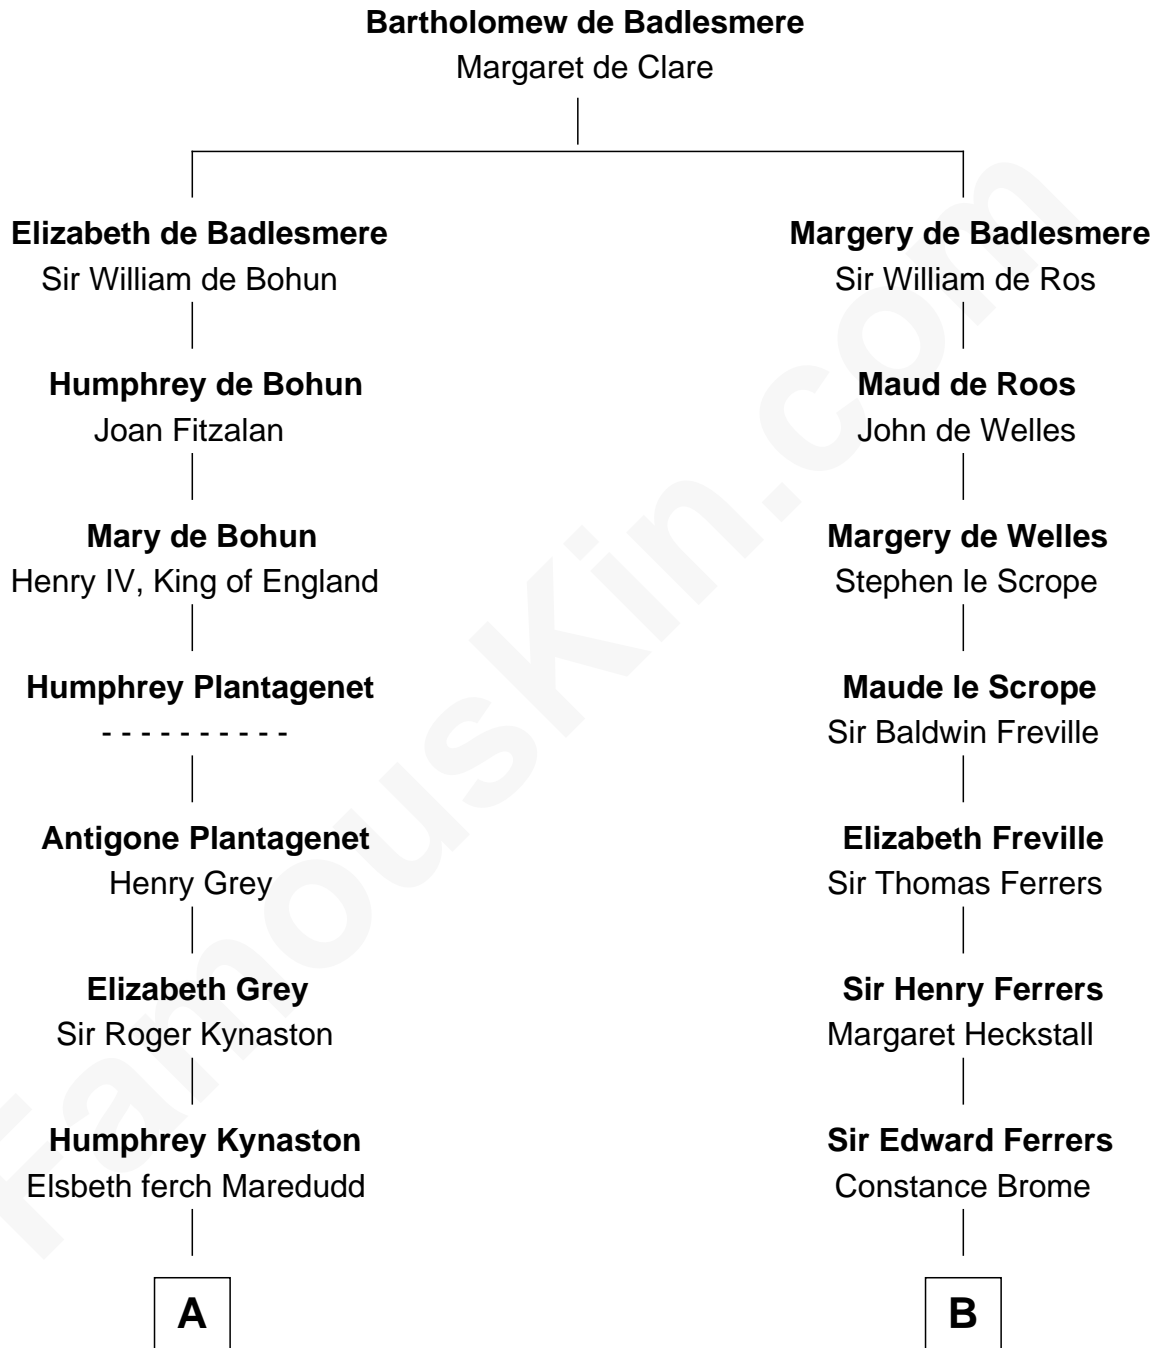 Bartholomew de Badlesmere
Margaret de Clare
Elizabeth de Badlesmere
Sir William de Bohun
Margery de Badlesmere
Sir William de Ros
Humphrey de Bohun
Joan Fitzalan
Maud de Roos
John de Welles
Mary de Bohun
Henry IV, King of England
Margery de Welles
Stephen le Scrope
Humphrey Plantagenet
- - - - - - - - - -
Maude le Scrope
Sir Baldwin Freville
Antigone Plantagenet
Henry Grey
Elizabeth Freville
Sir Thomas Ferrers
Elizabeth Grey
Sir Roger Kynaston
Sir Henry Ferrers
Margaret Heckstall
Humphrey Kynaston
Elsbeth ferch Maredudd
Sir Edward Ferrers
Constance Brome
A
B
FamousKin.com